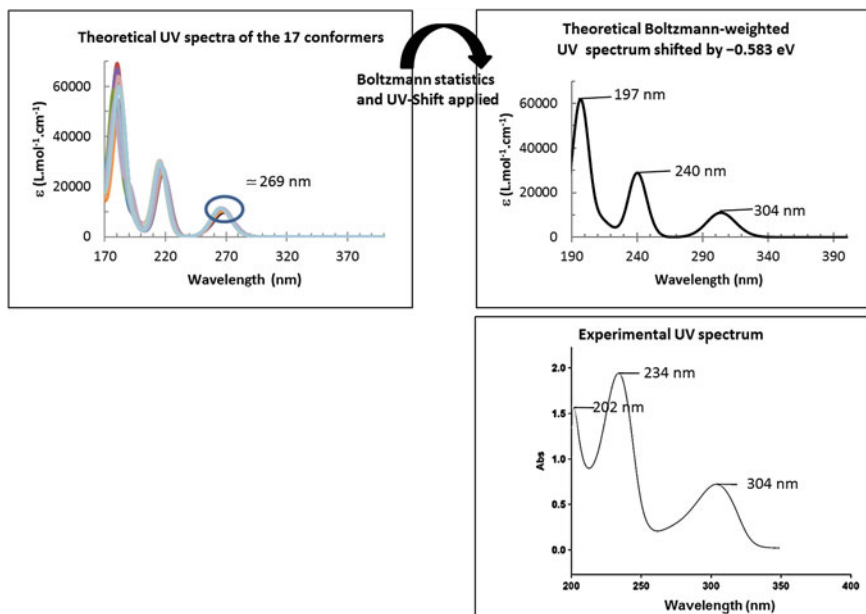 Theoretical UV spectra of the 17 conformers
ε (L.mol⁻¹.cm⁻¹)
60000
40000
20000
0
≃ 269 nm
170 220 270 320 370
Wavelength (nm)
Boltzmann statistics
and UV-Shift applied
Theoretical Boltzmann-weighted
UV spectrum shifted by −0.583 eV
ε (L.mol⁻¹.cm⁻¹)
60000
40000
20000
0
197 nm
240 nm
304 nm
190 240 290 340 390
Wavelength (nm)
Experimental UV spectrum
Abs
2.0
1.5
1.0
0.5
0.0
234 nm
202 nm
304 nm
200 250 300 350 400
Wavelength (nm)